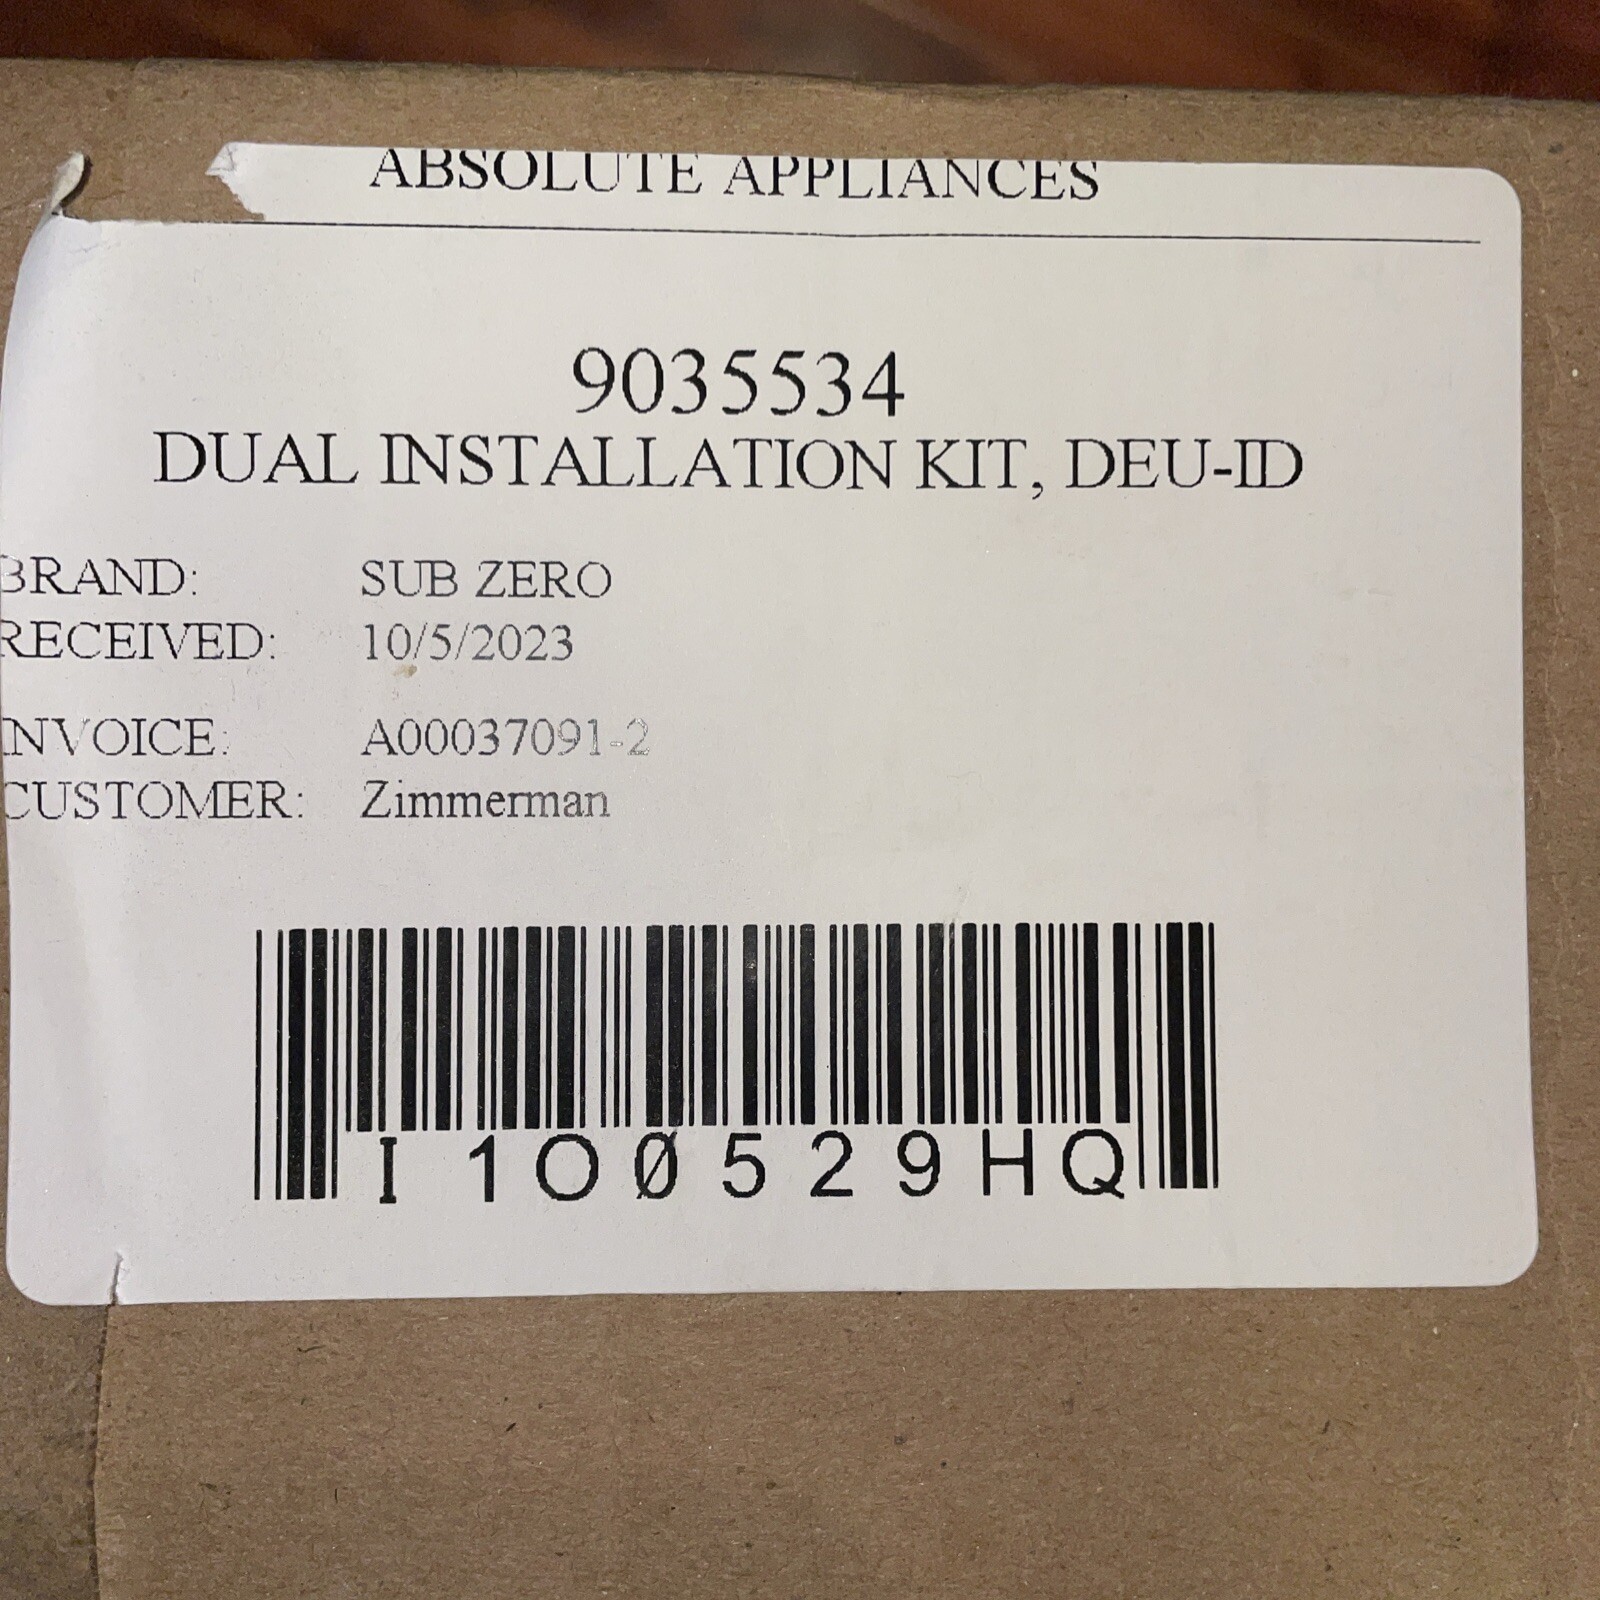 ABSOLUTE APPLIANCES
9035534
DUAL INSTALLATION KIT, DEU-ID
BRAND: SUB ZERO
RECEIVED: 10/5/2023
INVOICE: A00037091-2
CUSTOMER: Zimmerman
I1O0529HQ